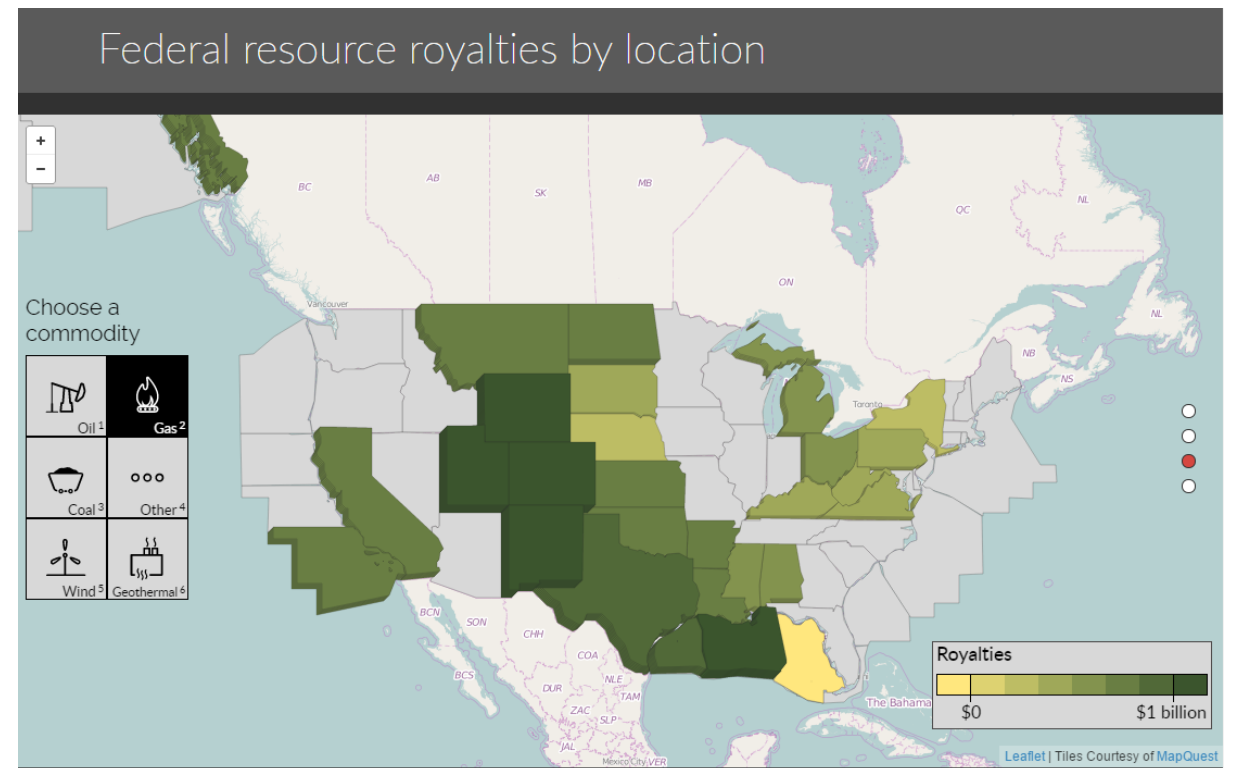 Federal resource royalties by location
+
−
BC
AB
SK
MB
ON
QC
NL
NL
NB
NS
Vancouver
Toronto
Choose a
commodity
Oil 1
Gas 2
Coal 3
Other 4
Wind 5
Geothermal 6
BCN
SON
CHH
COA
BCS
NLE
DUR
TAM
ZAC
SLP
JAL
Mexico City
VER
The Bahama
Royalties
$0
$1 billion
Leaflet | Tiles Courtesy of MapQuest